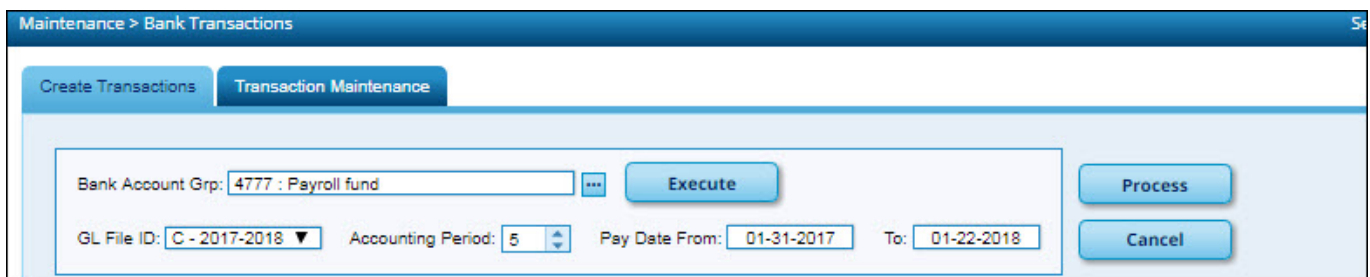 Maintenance > Bank Transactions Se
Create Transactions Transaction Maintenance
Bank Account Grp: 4777 : Payroll fund ... Execute Process
GL File ID: C - 2017-2018 ▼ Accounting Period: 5 Pay Date From: 01-31-2017 To: 01-22-2018 Cancel